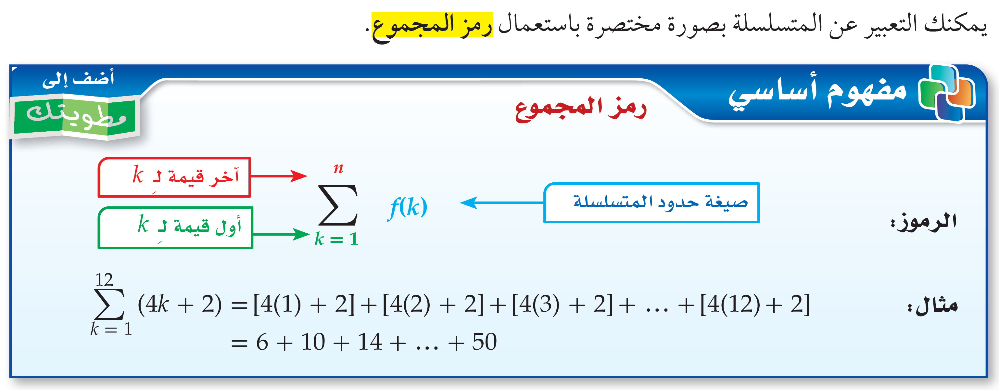 يمكنك التعبير عن المتسلسلة بصورة مختصرة باستعمال رمز المجموع.
مفهوم أساسي
أضف إلى
مطويتك
رمز المجموع
الرموز:
صيغة حدود المتسلسلة
آخر قيمة لـِ k
أول قيمة لـِ k
n
∑ f(k)
k = 1
مثال:
12
∑ (4k + 2) = [4(1) + 2] + [4(2) + 2] + [4(3) + 2] + … + [4(12) + 2]
k = 1
= 6 + 10 + 14 + … + 50